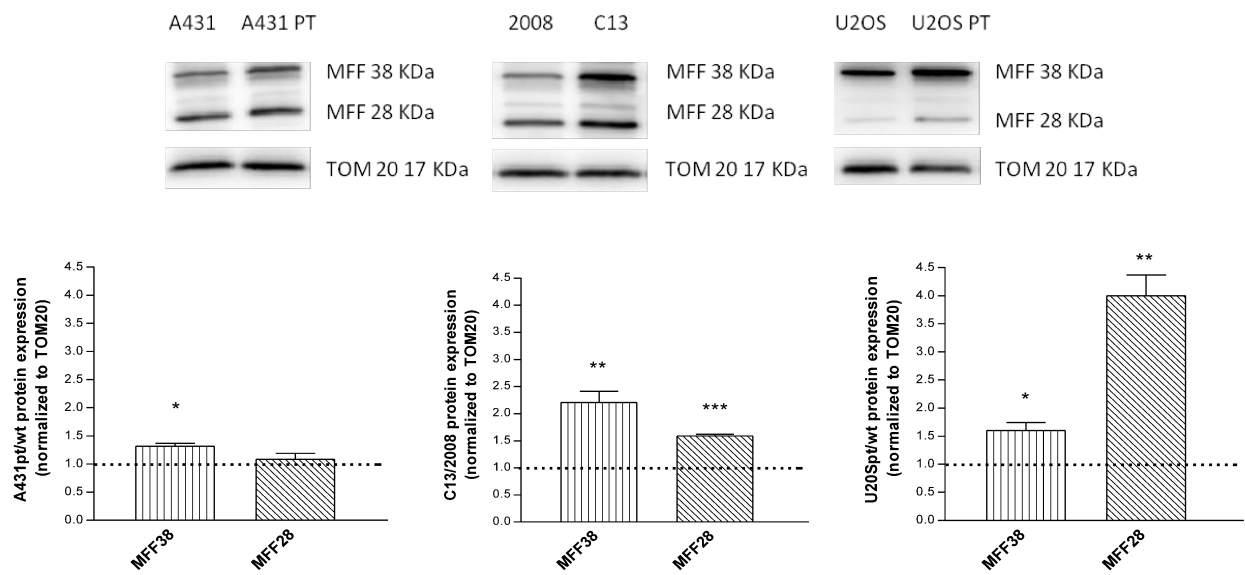 A431 A431 PT
2008 C13
U2OS U2OS PT
MFF 38 KDa
MFF 28 KDa
TOM 20 17 KDa
MFF 38 KDa
MFF 28 KDa
TOM 20 17 KDa
MFF 38 KDa
MFF 28 KDa
TOM 20 17 KDa
A431pt/wt protein expression
(normalized to TOM20)
4.5
4.0
3.5
3.0
2.5
2.0
1.5
1.0
0.5
0.0
*
MFF38
MFF28
C13/2008 protein expression
(normalized to TOM20)
4.5
4.0
3.5
3.0
2.5
2.0
1.5
1.0
0.5
0.0
**
***
MFF38
MFF28
U20Spt/wt protein expression
(normalized to TOM20)
4.5
4.0
3.5
3.0
2.5
2.0
1.5
1.0
0.5
0.0
*
**
MFF38
MFF28